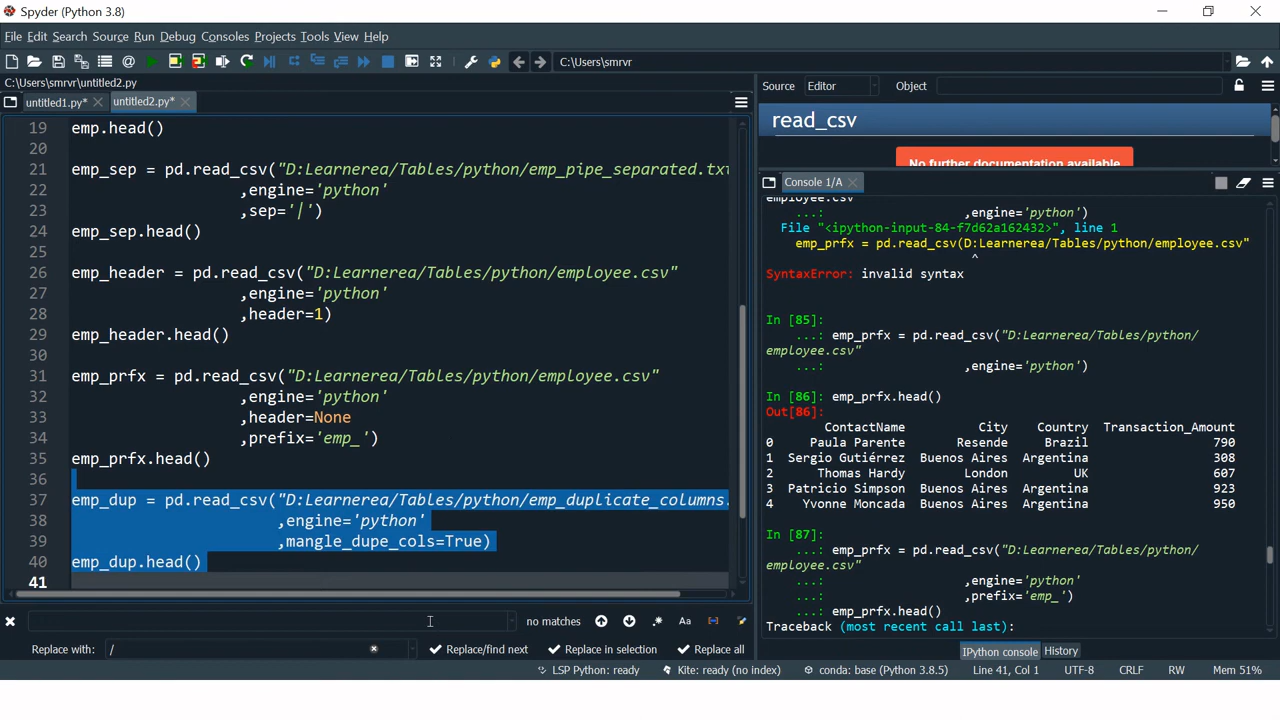 Spyder (Python 3.8)
File Edit Search Source Run Debug Consoles Projects Tools View Help
C:\Users\smrvr
C:\Users\smrvr\untitled2.py
untitled1.py*
untitled2.py*
19 emp.head()
20
21 emp_sep = pd.read_csv("D:Learnerea/Tables/python/emp_pipe_separated.txt
22 ,engine='python'
23 ,sep='|')
24 emp_sep.head()
25
26 emp_header = pd.read_csv("D:Learnerea/Tables/python/employee.csv"
27 ,engine='python'
28 ,header=1)
29 emp_header.head()
30
31 emp_prfx = pd.read_csv("D:Learnerea/Tables/python/employee.csv"
32 ,engine='python'
33 ,header=None
34 ,prefix='emp_')
35 emp_prfx.head()
36
37 emp_dup = pd.read_csv("D:Learnerea/Tables/python/emp_duplicate_columns.
38 ,engine='python'
39 ,mangle_dupe_cols=True)
40 emp_dup.head()
41
no matches
Aa
Replace with: /
Replace/find next
Replace in selection
Replace all
Source Editor Object
read_csv
No further documentation available
Console 1/A
employee.csv"
...: ,engine='python')
File "<ipython-input-84-f7d62a162432>", line 1
emp_prfx = pd.read_csv(D:Learnerea/Tables/python/employee.csv"
^
SyntaxError: invalid syntax
In [85]:
...: emp_prfx = pd.read_csv("D:Learnerea/Tables/python/
employee.csv"
...: ,engine='python')
In [86]: emp_prfx.head()
Out[86]:
ContactName City Country Transaction_Amount
0 Paula Parente Resende Brazil 790
1 Sergio Gutiérrez Buenos Aires Argentina 308
2 Thomas Hardy London UK 607
3 Patricio Simpson Buenos Aires Argentina 923
4 Yvonne Moncada Buenos Aires Argentina 950
In [87]:
...: emp_prfx = pd.read_csv("D:Learnerea/Tables/python/
employee.csv"
...: ,engine='python'
...: ,prefix='emp_')
...: emp_prfx.head()
Traceback (most recent call last):
IPython console History
LSP Python: ready Kite: ready (no index) conda: base (Python 3.8.5) Line 41, Col 1 UTF-8 CRLF RW Mem 51%